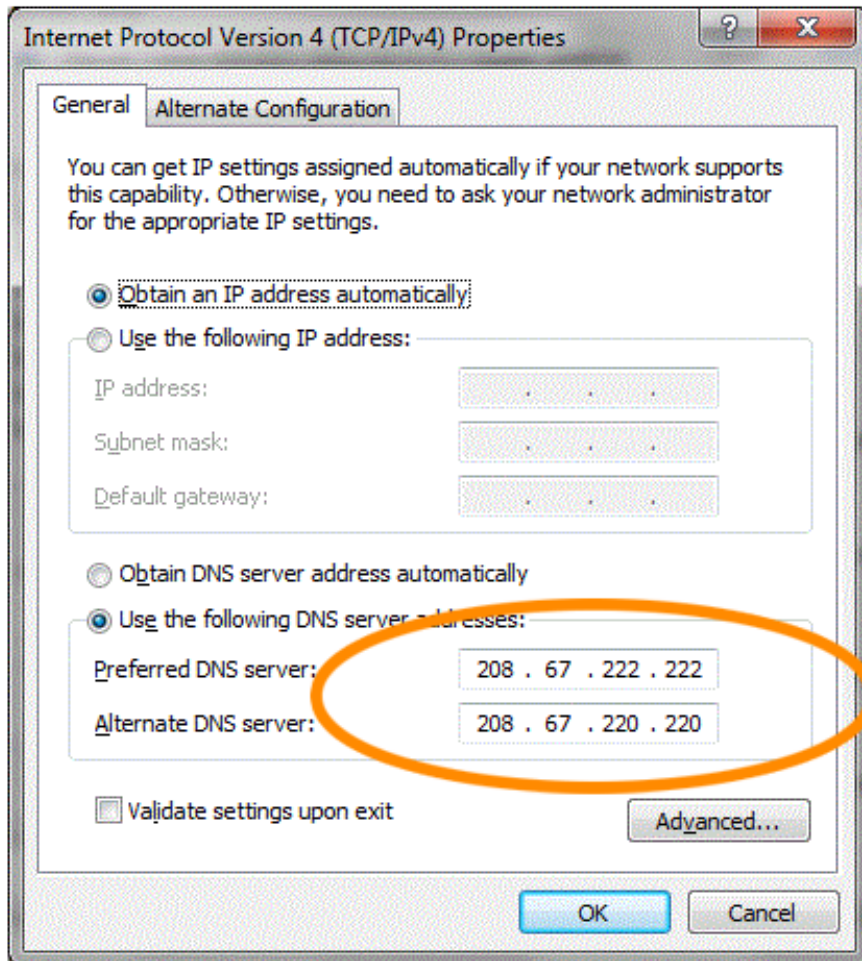 Internet Protocol Version 4 (TCP/IPv4) Properties
General
Alternate Configuration
You can get IP settings assigned automatically if your network supports
this capability. Otherwise, you need to ask your network administrator
for the appropriate IP settings.
Obtain an IP address automatically
Use the following IP address:
IP address:
. . .
Subnet mask:
. . .
Default gateway:
. . .
Obtain DNS server address automatically
Use the following DNS server addresses:
Preferred DNS server: 208 . 67 . 222 . 222
Alternate DNS server: 208 . 67 . 220 . 220
Validate settings upon exit
Advanced...
OK
Cancel